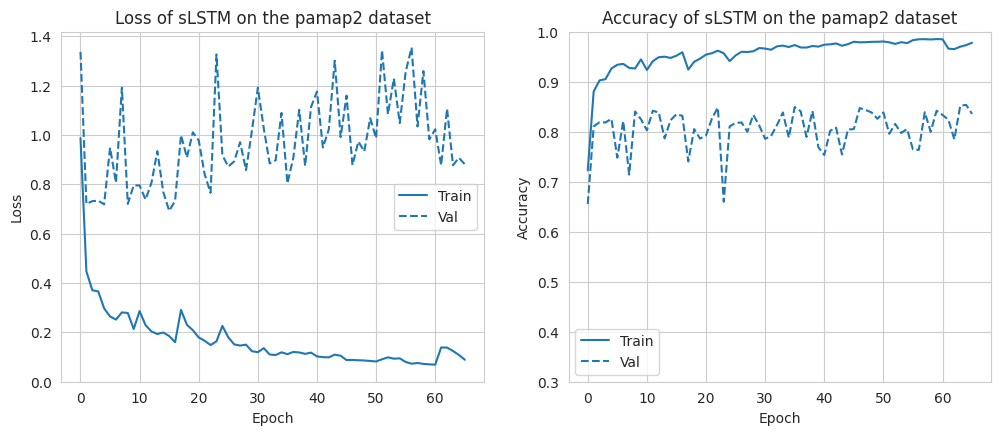 Loss of sLSTM on the pamap2 dataset
1.4
1.2
1.0
0.8
0.6
0.4
0.2
0.0
Loss
Train
Val
0 10 20 30 40 50 60
Epoch
Accuracy of sLSTM on the pamap2 dataset
1.0
0.9
0.8
0.7
0.6
0.5
0.4
0.3
Accuracy
Train
Val
0 10 20 30 40 50 60
Epoch